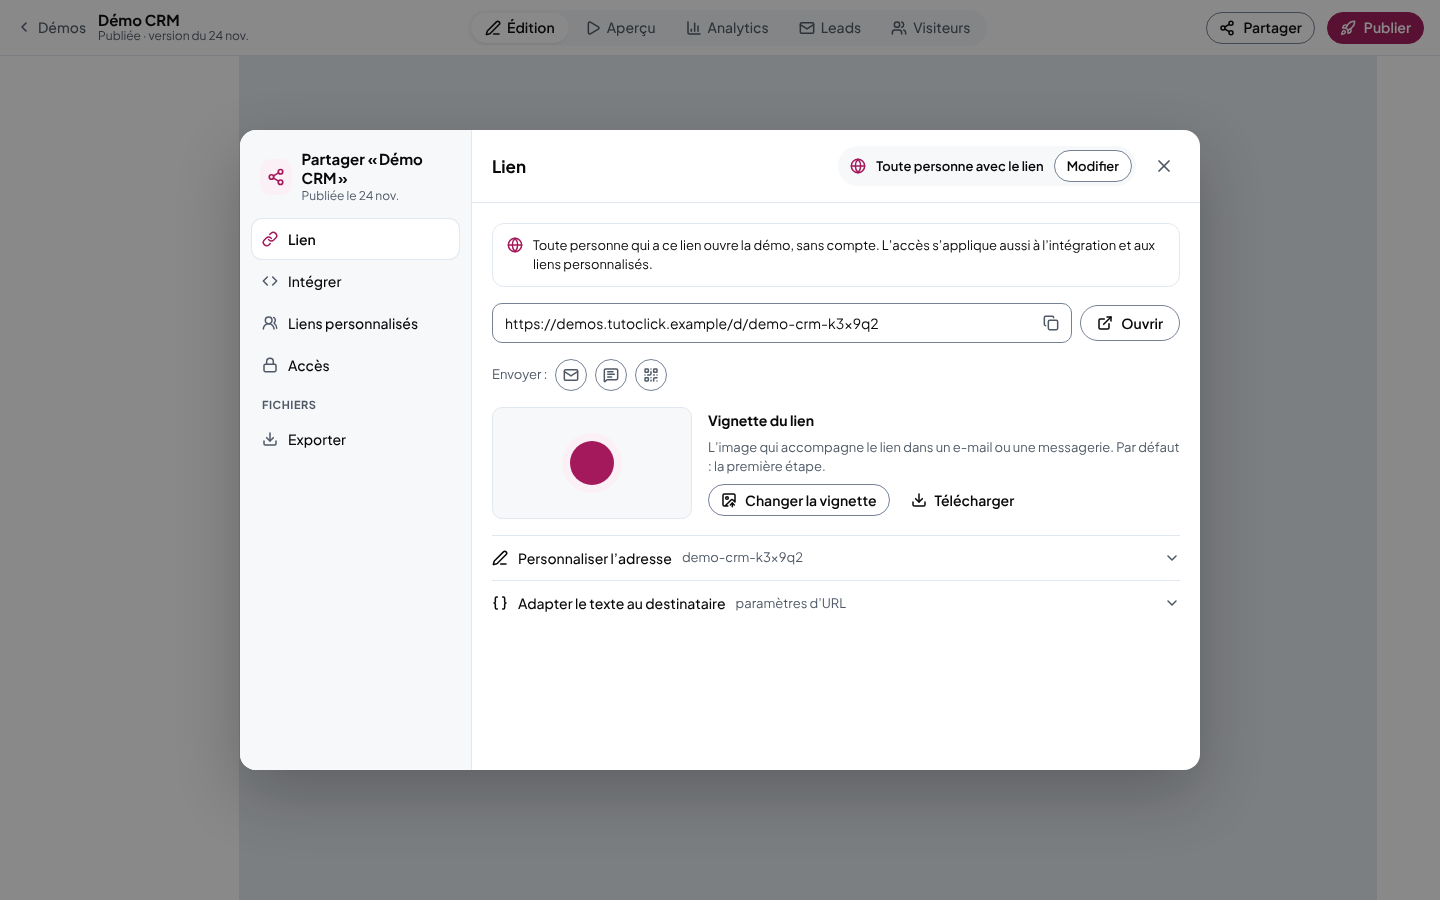 Démos
Démo CRM
Publiée · version du 24 nov.
Édition
Aperçu
Analytics
Leads
Visiteurs
Partager
Publier
Partager « Démo
CRM »
Publiée le 24 nov.
Lien
Intégrer
Liens personnalisés
Accès
FICHIERS
Exporter
Lien
Toute personne avec le lien
Modifier
Toute personne qui a ce lien ouvre la démo, sans compte. L'accès s'applique aussi à l'intégration et aux
liens personnalisés.
https://demos.tutoclick.example/d/demo-crm-k3x9q2
Ouvrir
Envoyer :
Vignette du lien
L'image qui accompagne le lien dans un e-mail ou une messagerie. Par défaut
: la première étape.
Changer la vignette
Télécharger
Personnaliser l'adresse
demo-crm-k3x9q2
Adapter le texte au destinataire
paramètres d'URL